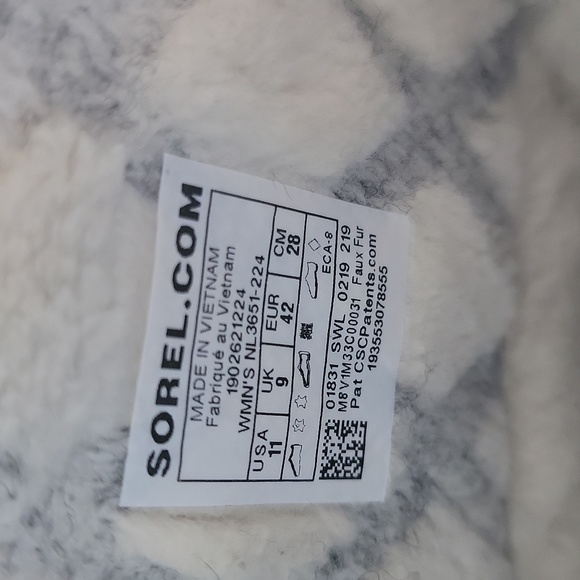 SOREL.COM
MADE IN VIETNAM
Fabriqué au Vietnam
1902621224
WMN'S NL3651-224
USA UK EUR CM
11 9 42 28
ECA-8
01831 SWL 0219 219
M8V1M33C00031 Faux Fur
Pat CSCPatents.com
193553078555